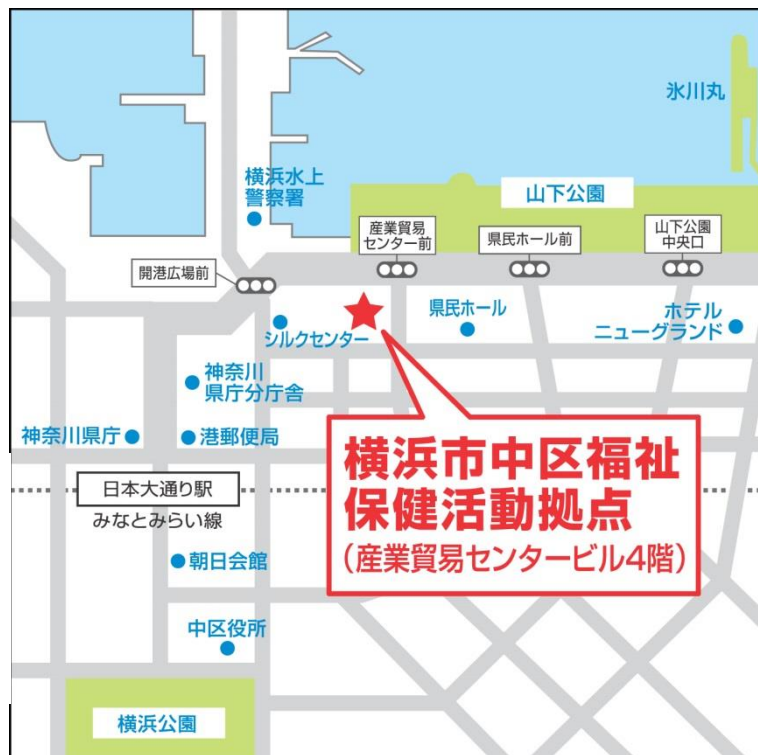 氷川丸
横浜水上
警察署
山下公園
産業貿易
センター前
県民ホール前
山下公園
中央口
開港広場前
シルクセンター
県民ホール
ホテル
ニューグランド
神奈川
県庁分庁舎
神奈川県庁
港郵便局
横浜市中区福祉
保健活動拠点
(産業貿易センタービル4階)
日本大通り駅
みなとみらい線
朝日会館
中区役所
横浜公園